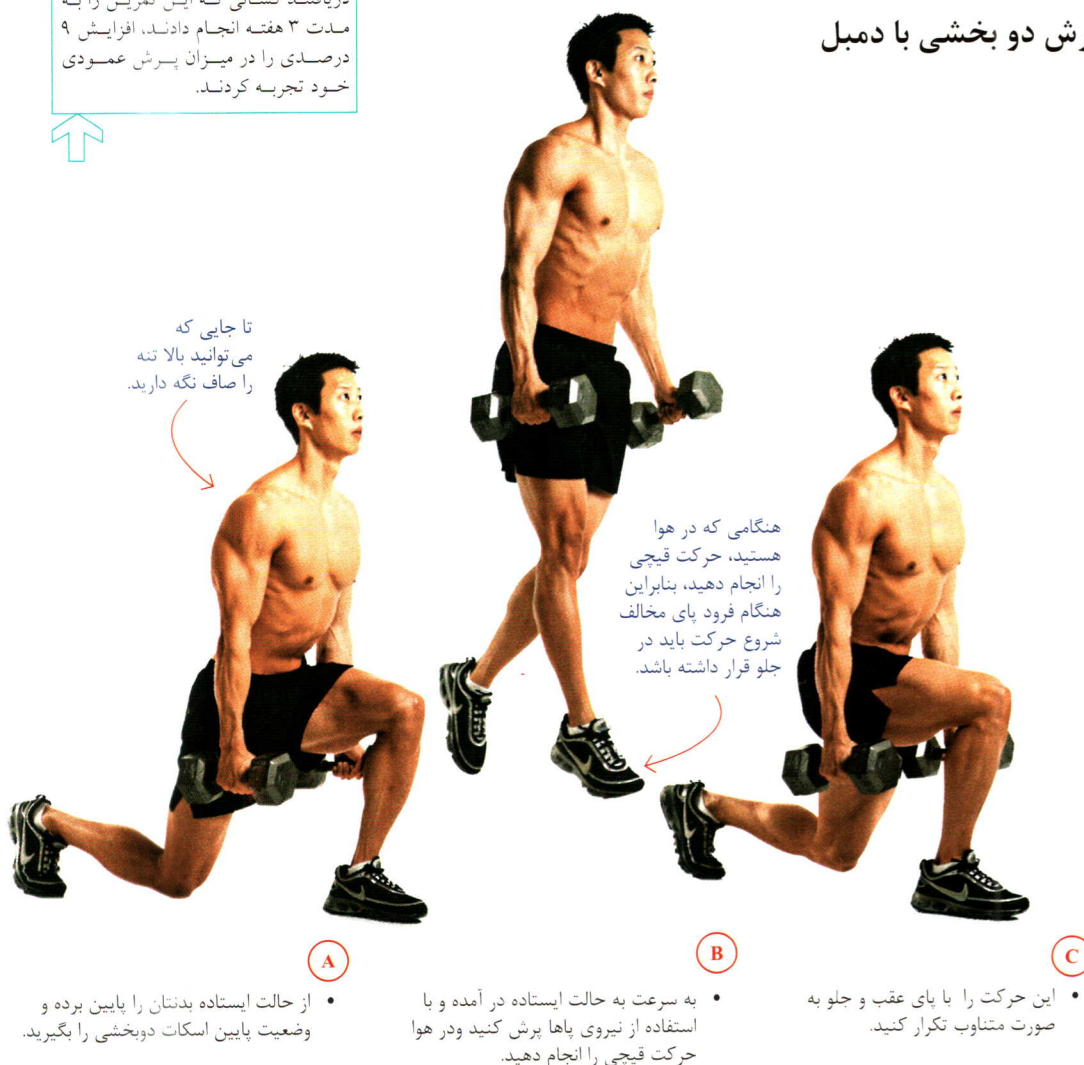 دو بخشی با دمبل
مدت ۳ هفته انجام دادند، افزایش ۹
درصدی را در میزان پرش عمودی
خود تجربه کردند.
تا جایی که
می‌توانید بالا تنه
را صاف نگه دارید.
هنگامی که در هوا
هستید، حرکت قیچی
را انجام دهید، بنابراین
هنگام فرود پای مخالف
شروع حرکت باید در
جلو قرار داشته باشد.
A
• از حالت ایستاده بدنتان را پایین برده و
وضعیت پایین اسکات دوبخشی را بگیرید.
B
• به سرعت به حالت ایستاده در آمده و با
استفاده از نیروی پاها پرش کنید ودر هوا
حرکت قیچی را انجام دهید.
C
• این حرکت را با پای عقب و جلو به
صورت متناوب تکرار کنید.